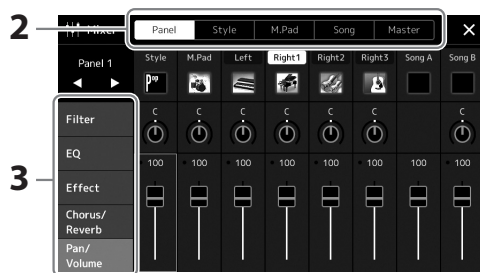 2
Mixer
Panel Style M.Pad Song Master
Panel 1
Style M.Pad Left Right1 Right2 Right3 Song A Song B
Pop
C C C C C C C
3
Filter
EQ
Effect
Chorus/
Reverb
Pan/
Volume
100 100 100 100 100 100 100 100